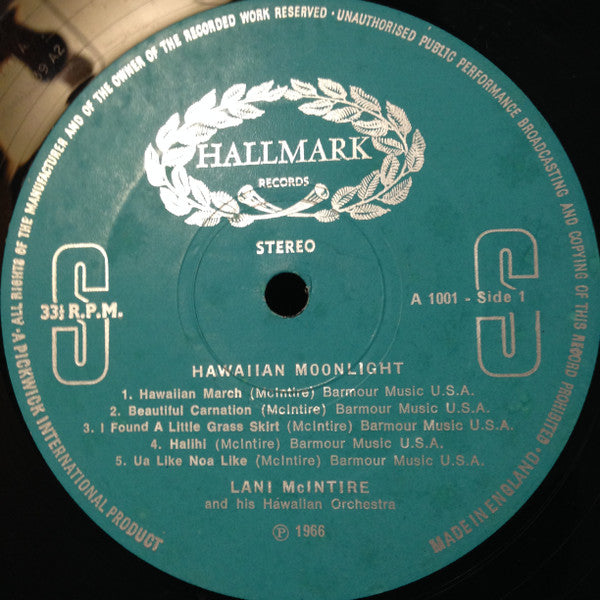 A PICKWICK INTERNATIONAL PRODUCT · ALL RIGHTS OF THE MANUFACTURER AND OF THE OWNER OF THE RECORDED WORK RESERVED · UNAUTHORISED PUBLIC PERFORMANCE BROADCASTING AND COPYING OF THIS RECORD PROHIBITED · MADE IN ENGLAND ·
HALLMARK
RECORDS
STEREO
S
33⅓ R.P.M.
S
A 1001 - Side 1
HAWAIIAN MOONLIGHT
1. Hawaiian March (McIntire) Barmour Music U.S.A.
2. Beautiful Carnation (McIntire) Barmour Music U.S.A.
3. I Found A Little Grass Skirt (McIntire) Barmour Music U.S.A.
4. Halihi (McIntire) Barmour Music U.S.A.
5. Ua Like Noa Like (McIntire) Barmour Music U.S.A.
LANI McINTIRE
and his Hawaiian Orchestra
℗ 1966